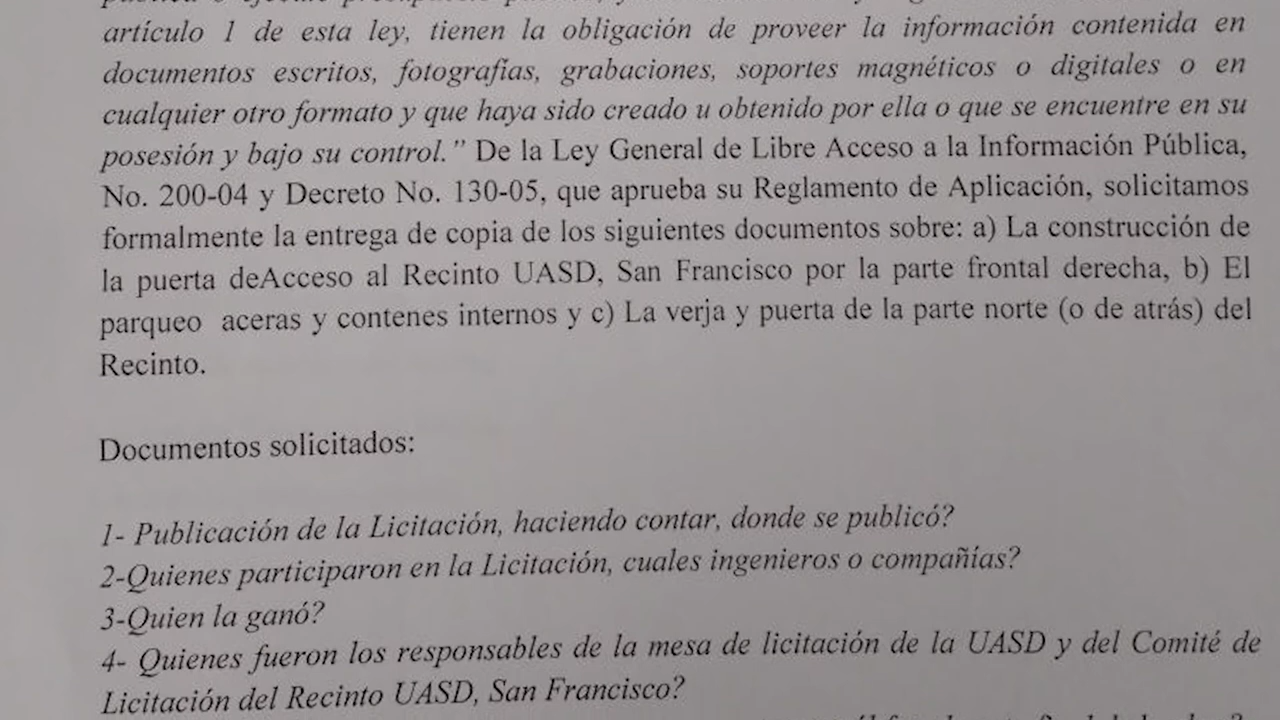 artículo 1 de esta ley, tienen la obligación de proveer la información contenida en
documentos escritos, fotografías, grabaciones, soportes magnéticos o digitales o en
cualquier otro formato y que haya sido creado u obtenido por ella o que se encuentre en su
posesión y bajo su control." De la Ley General de Libre Acceso a la Información Pública,
No. 200-04 y Decreto No. 130-05, que aprueba su Reglamento de Aplicación, solicitamos
formalmente la entrega de copia de los siguientes documentos sobre: a) La construcción de
la puerta deAcceso al Recinto UASD, San Francisco por la parte frontal derecha, b) El
parqueo aceras y contenes internos y c) La verja y puerta de la parte norte (o de atrás) del
Recinto.
Documentos solicitados:
1- Publicación de la Licitación, haciendo contar, donde se publicó?
2-Quienes participaron en la Licitación, cuales ingenieros o compañías?
3-Quien la ganó?
4- Quienes fueron los responsables de la mesa de licitación de la UASD y del Comité de
Licitación del Recinto UASD, San Francisco?